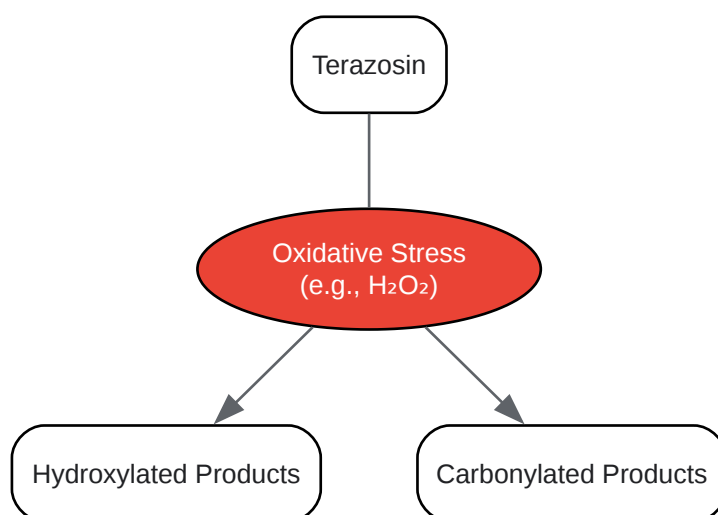 Terazosin
Oxidative Stress
(e.g., H₂O₂)
Hydroxylated Products
Carbonylated Products